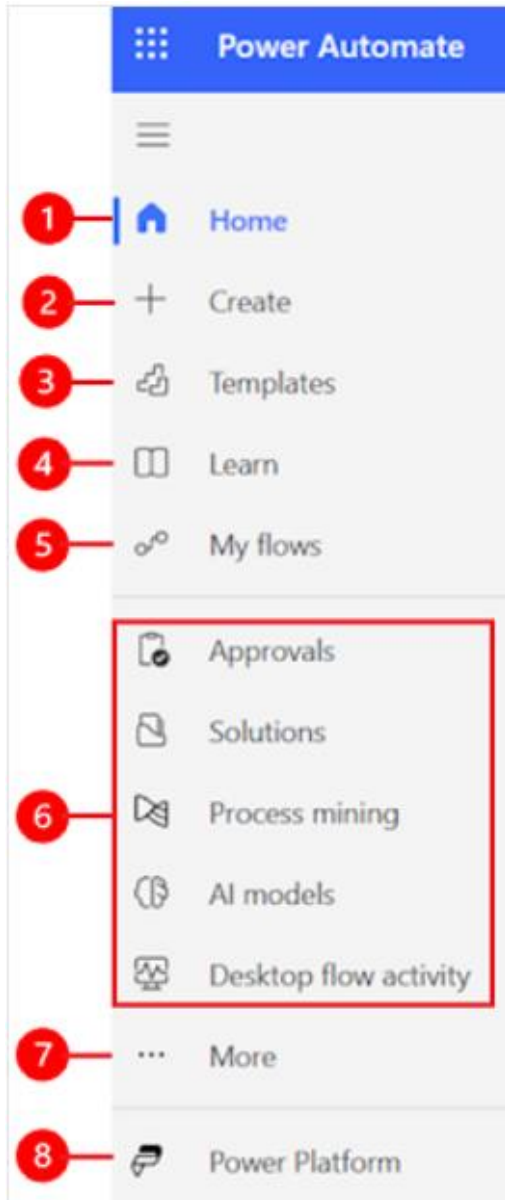 Power Automate
1 Home
2 Create
3 Templates
4 Learn
5 My flows
Approvals
Solutions
6 Process mining
AI models
Desktop flow activity
7 More
8 Power Platform